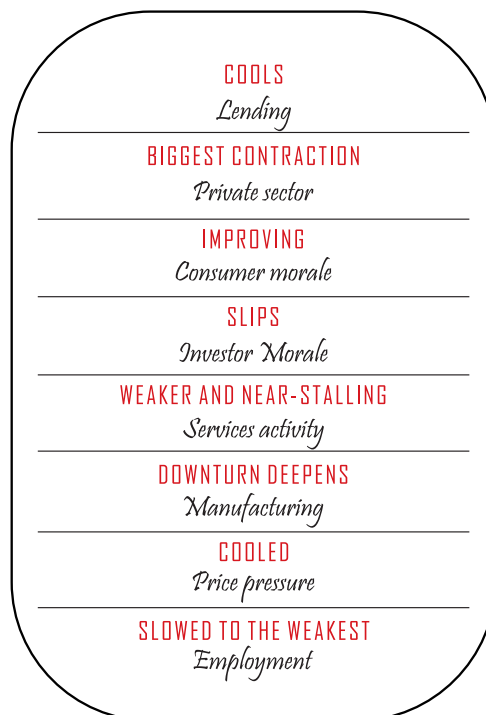 COOLS
Lending
BIGGEST CONTRACTION
Private sector
IMPROVING
Consumer morale
SLIPS
Investor Morale
WEAKER AND NEAR-STALLING
Services activity
DOWNTURN DEEPENS
Manufacturing
COOLED
Price pressure
SLOWED TO THE WEAKEST
Employment